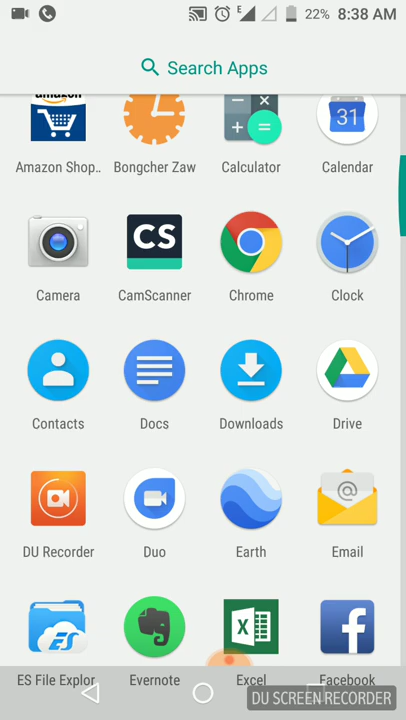 E 22% 8:38 AM
Search Apps
amazon
31
Amazon Shop.. Bongcher Zaw Calculator Calendar
CS
Camera CamScanner Chrome Clock
Contacts Docs Downloads Drive
@
DU Recorder Duo Earth Email
ES X f
ES File Explor Evernote Excel Facebook
DU SCREEN RECORDER